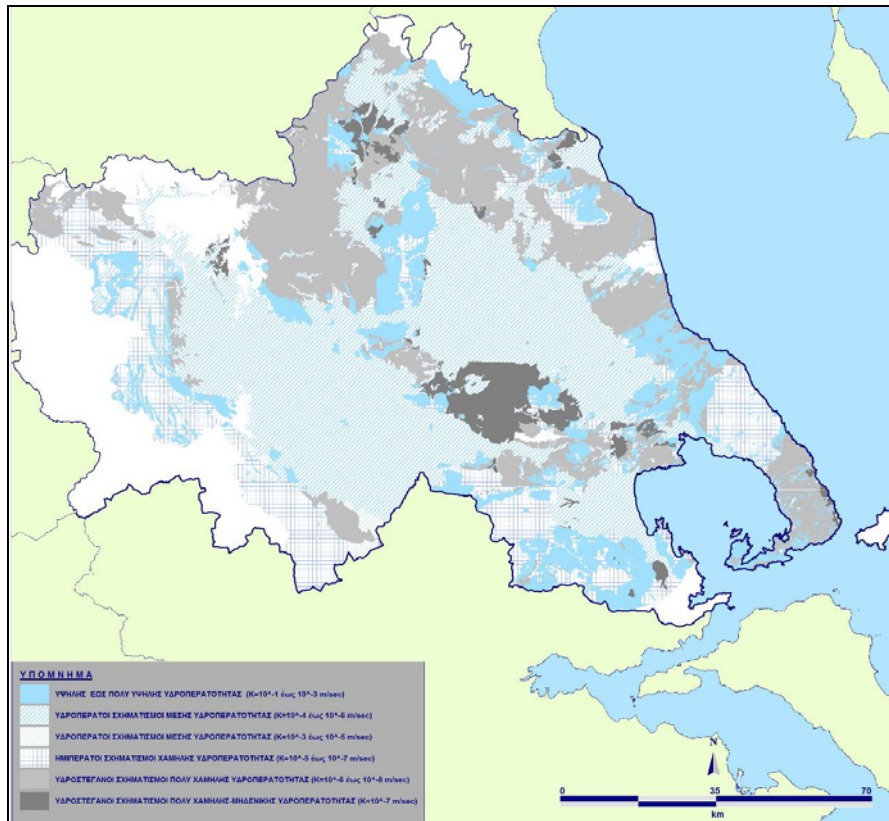 ΥΠΟΜΝΗΜΑ
ΥΨΗΛΗΣ ΕΩΣ ΠΟΛΥ ΥΨΗΛΗΣ ΥΔΡΟΠΕΡΑΤΟΤΗΤΑΣ (K=10^-1 έως 10^-3 m/sec)
ΥΔΡΟΠΕΡΑΤΟΙ ΣΧΗΜΑΤΙΣΜΟΙ ΜΕΣΗΣ ΥΔΡΟΠΕΡΑΤΟΤΗΤΑΣ (K=10^-4 έως 10^-6 m/sec)
ΥΔΡΟΠΕΡΑΤΟΙ ΣΧΗΜΑΤΙΣΜΟΙ ΜΕΣΗΣ ΥΔΡΟΠΕΡΑΤΟΤΗΤΑΣ (K=10^-3 έως 10^-5 m/sec)
ΗΜΙΠΕΡΑΤΟΙ ΣΧΗΜΑΤΙΣΜΟΙ ΧΑΜΗΛΗΣ ΥΔΡΟΠΕΡΑΤΟΤΗΤΑΣ (K=10^-5 έως 10^-7 m/sec)
ΥΔΡΟΣΤΕΓΑΝΟΙ ΣΧΗΜΑΤΙΣΜΟΙ ΠΟΛΥ ΧΑΜΗΛΗΣ ΥΔΡΟΠΕΡΑΤΟΤΗΤΑΣ (K=10^-6 έως 10^-8 m/sec)
ΥΔΡΟΣΤΕΓΑΝΟΙ ΣΧΗΜΑΤΙΣΜΟΙ ΠΟΛΥ ΧΑΜΗΛΗΣ-ΜΗΔΕΝΙΚΗΣ ΥΔΡΟΠΕΡΑΤΟΤΗΤΑΣ (K=10^-7 m/sec)
N
0 35 70
km